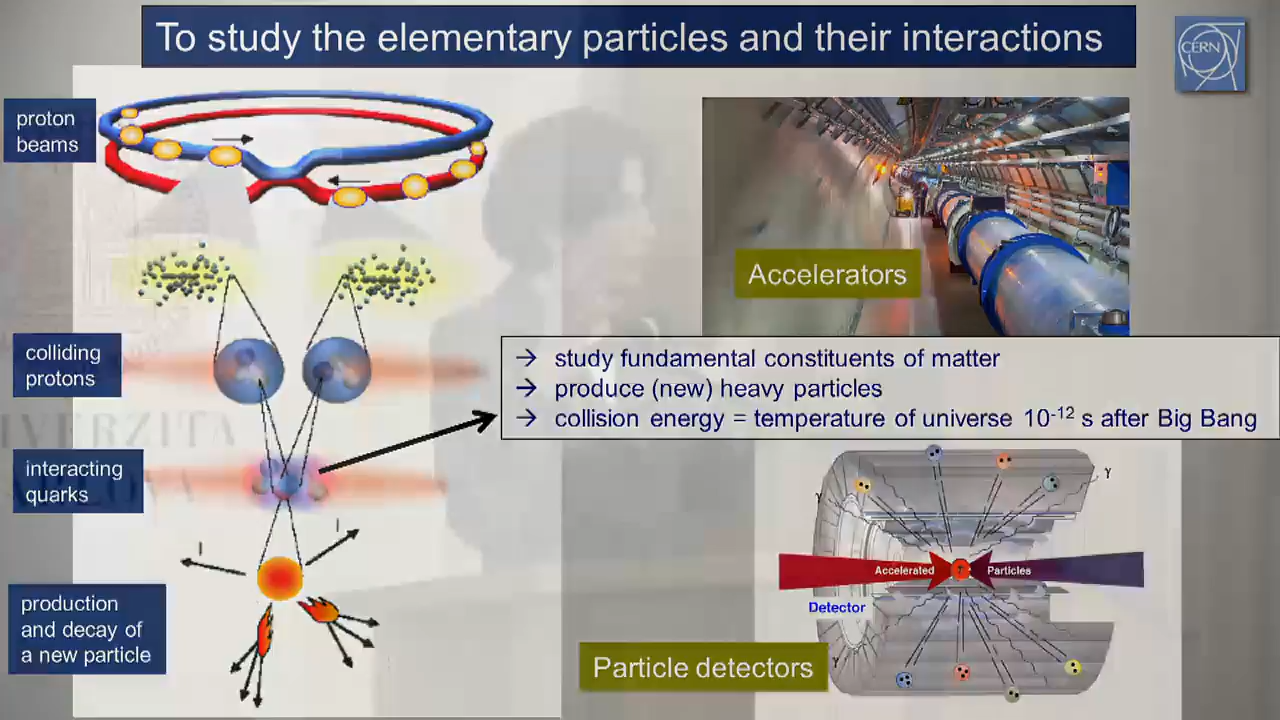 To study the elementary particles and their interactions
CERN
proton
beams
Accelerators
colliding
protons
→ study fundamental constituents of matter
→ produce (new) heavy particles
→ collision energy = temperature of universe 10⁻¹² s after Big Bang
interacting
quarks
l
l
production
and decay of
a new particle
γ
γ
Accelerated
Particles
Detector
γ
Particle detectors
IVERZITA